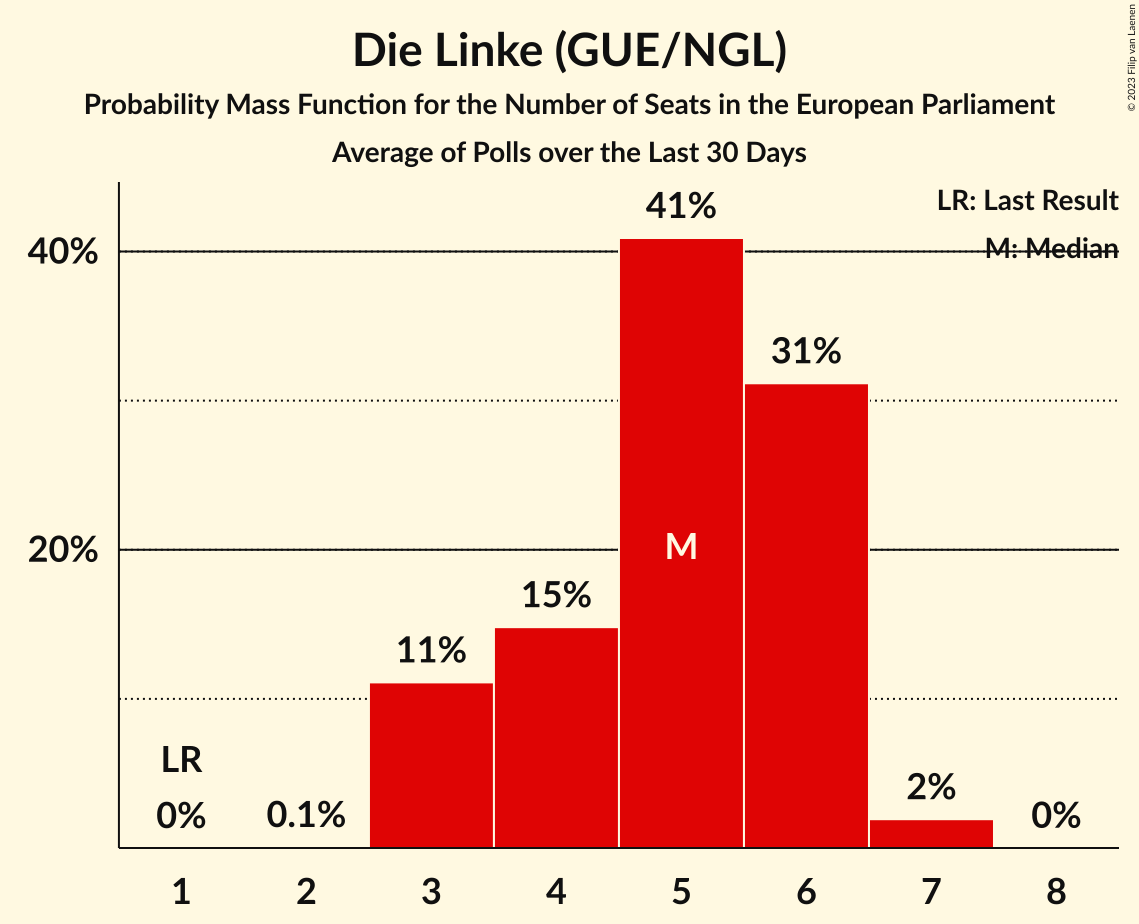 Die Linke (GUE/NGL)
Probability Mass Function for the Number of Seats in the European Parliament
Average of Polls over the Last 30 Days
© 2023 Filip van Laenen
LR: Last Result
M: Median
40%
20%
LR
0%
0.1%
11%
15%
41%
M
31%
2%
0%
1 2 3 4 5 6 7 8